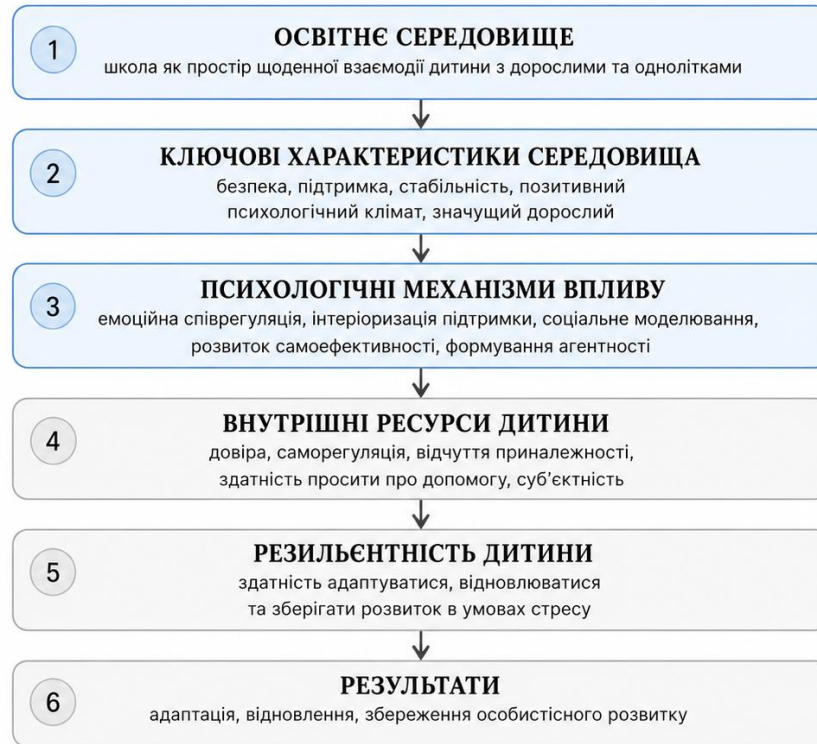 1
ОСВІТНЄ СЕРЕДОВИЩЕ
школа як простір щоденної взаємодії дитини з дорослими та однолітками
2
КЛЮЧОВІ ХАРАКТЕРИСТИКИ СЕРЕДОВИЩА
безпека, підтримка, стабільність, позитивний
психологічний клімат, значущий дорослий
3
ПСИХОЛОГІЧНІ МЕХАНІЗМИ ВПЛИВУ
емоційна співрегуляція, інтеріоризація підтримки, соціальне моделювання,
розвиток самоефективності, формування агентності
4
ВНУТРІШНІ РЕСУРСИ ДИТИНИ
довіра, саморегуляція, відчуття приналежності,
здатність просити про допомогу, суб’єктність
5
РЕЗИЛЬЄНТНІСТЬ ДИТИНИ
здатність адаптуватися, відновлюватися
та зберігати розвиток в умовах стресу
6
РЕЗУЛЬТАТИ
адаптація, відновлення, збереження особистісного розвитку